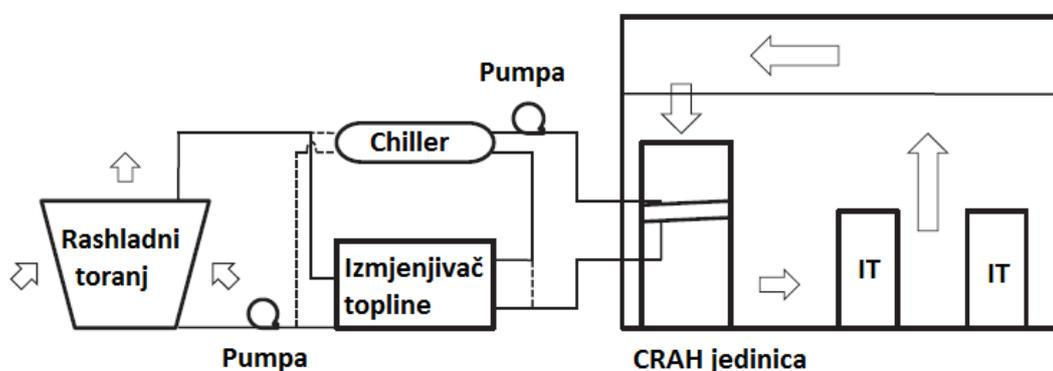 Pumpa
Chiller
Rashladni
toranj
Izmjenjivač
topline
IT
IT
Pumpa
CRAH jedinica